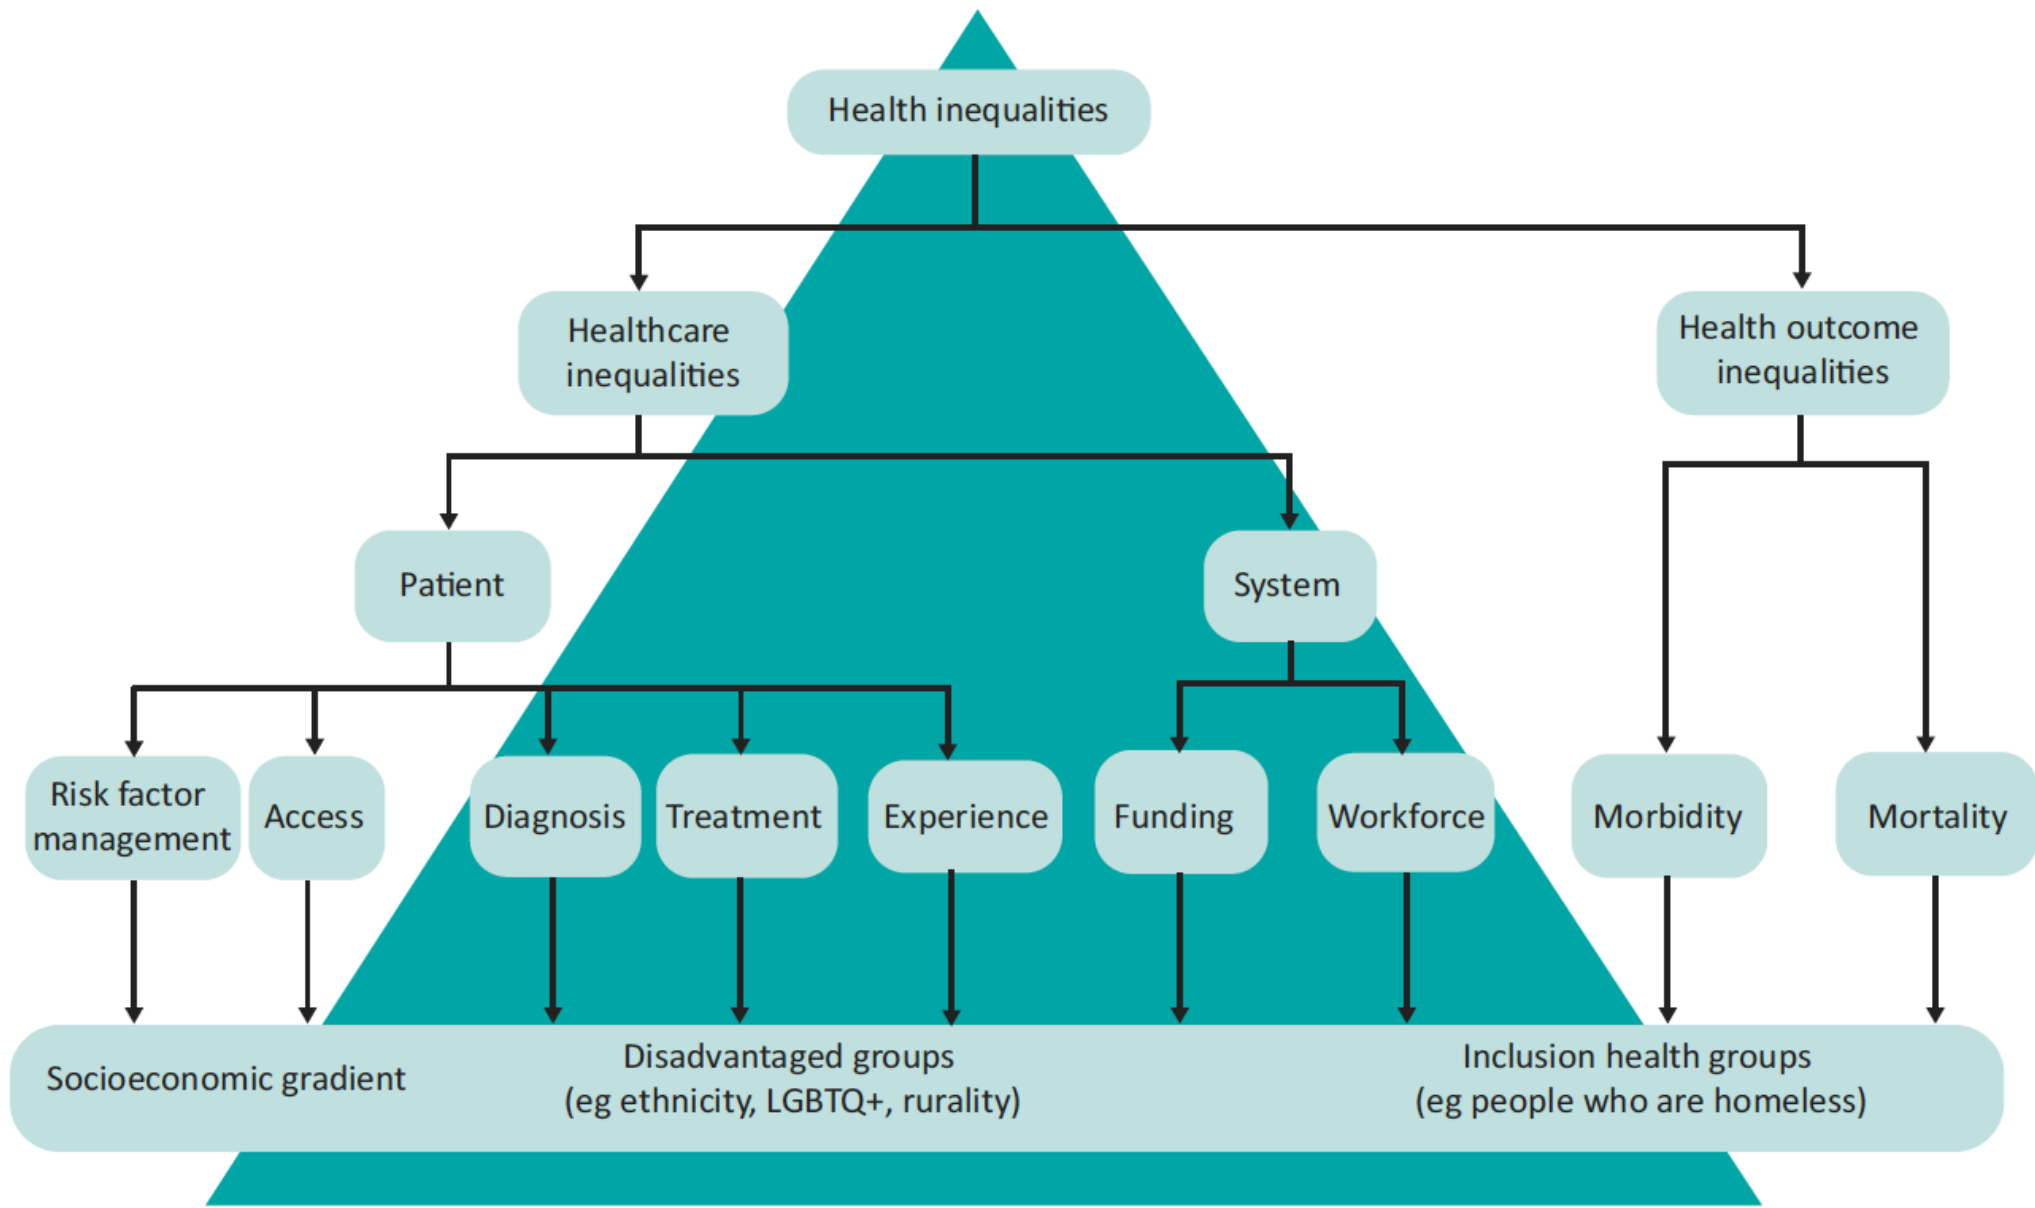 Health inequalities
Healthcare
inequalities
Health outcome
inequalities
Patient
System
Risk factor
management
Access
Diagnosis
Treatment
Experience
Funding
Workforce
Morbidity
Mortality
Socioeconomic gradient
Disadvantaged groups
(eg ethnicity, LGBTQ+, rurality)
Inclusion health groups
(eg people who are homeless)